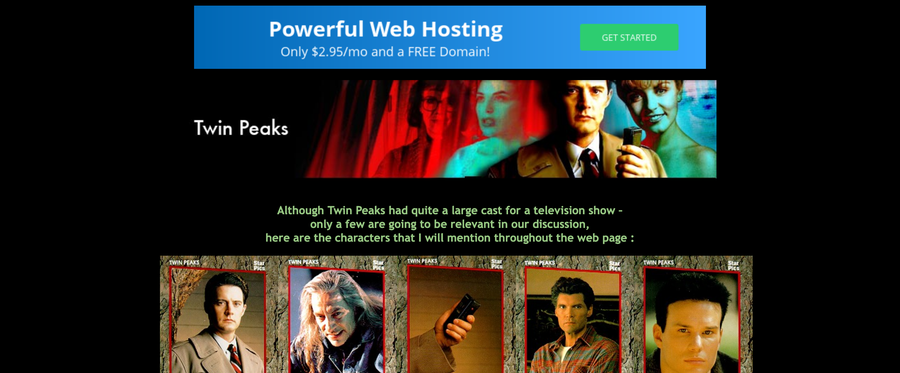 Powerful Web Hosting
Only $2.95/mo and a FREE Domain!
GET STARTED
Twin Peaks
Although Twin Peaks had quite a large cast for a television show -
only a few are going to be relevant in our discussion,
here are the characters that I will mention throughout the web page :
TWIN PEAKS Star Pics
TWIN PEAKS Star Pics
TWIN PEAKS Star Pics
TWIN PEAKS Star Pics
TWIN PEAKS Star Pics